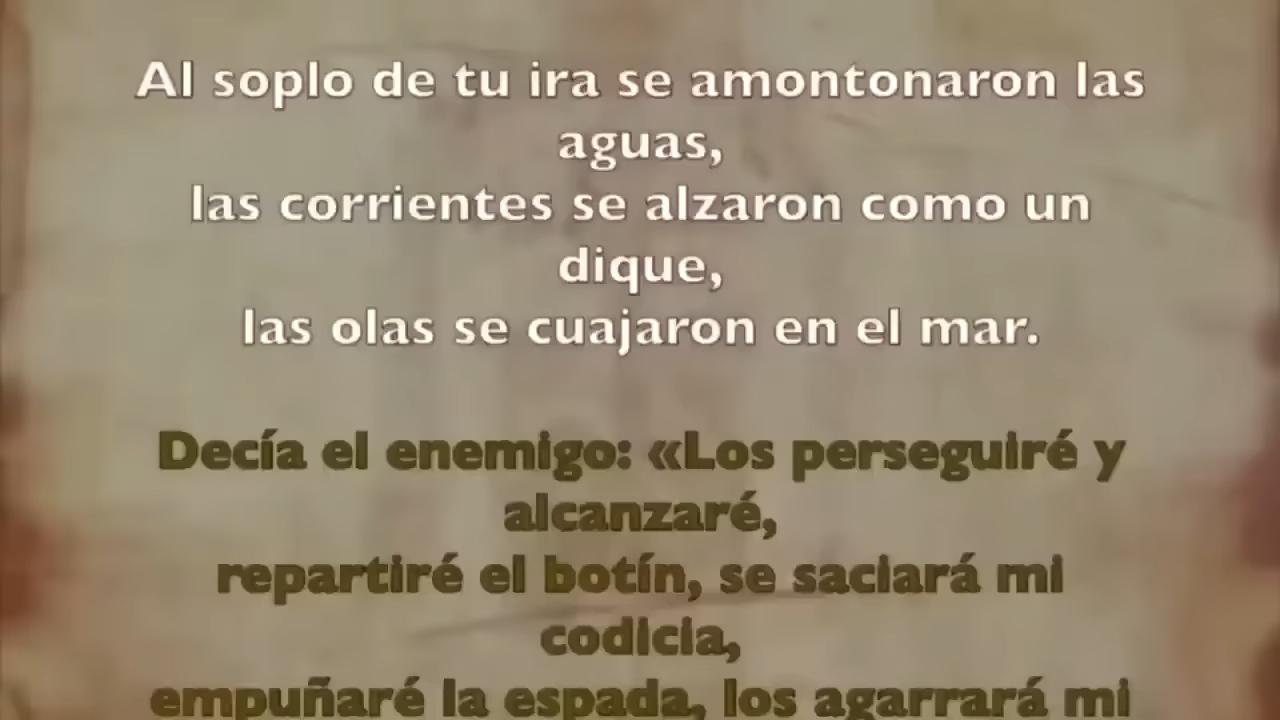 Al soplo de tu ira se amontonaron las
aguas,
las corrientes se alzaron como un
dique,
las olas se cuajaron en el mar.
Decía el enemigo: «Los perseguiré y
alcanzaré,
repartiré el botín, se saciará mi
codicia,
empuñaré la espada, los agarrará mi